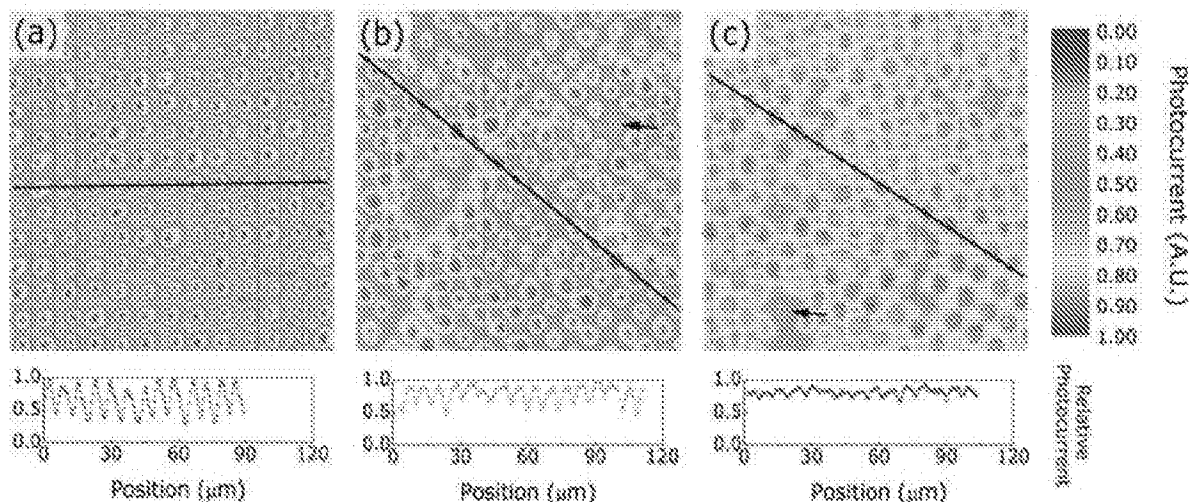 (a)
(b)
(c)
0.00
0.10
0.20
0.30
0.40
0.50
0.60
0.70
0.80
0.90
1.00
Photocurrent (A.U.)
1.0
0.5
0.0
0 30 60 90 120
Position (μm)
1.0
0.5
0.0
0 30 60 90 120
Position (μm)
1.0
0.5
0.0
0 30 60 90 120
Position (μm)
Relative
Photocurrent